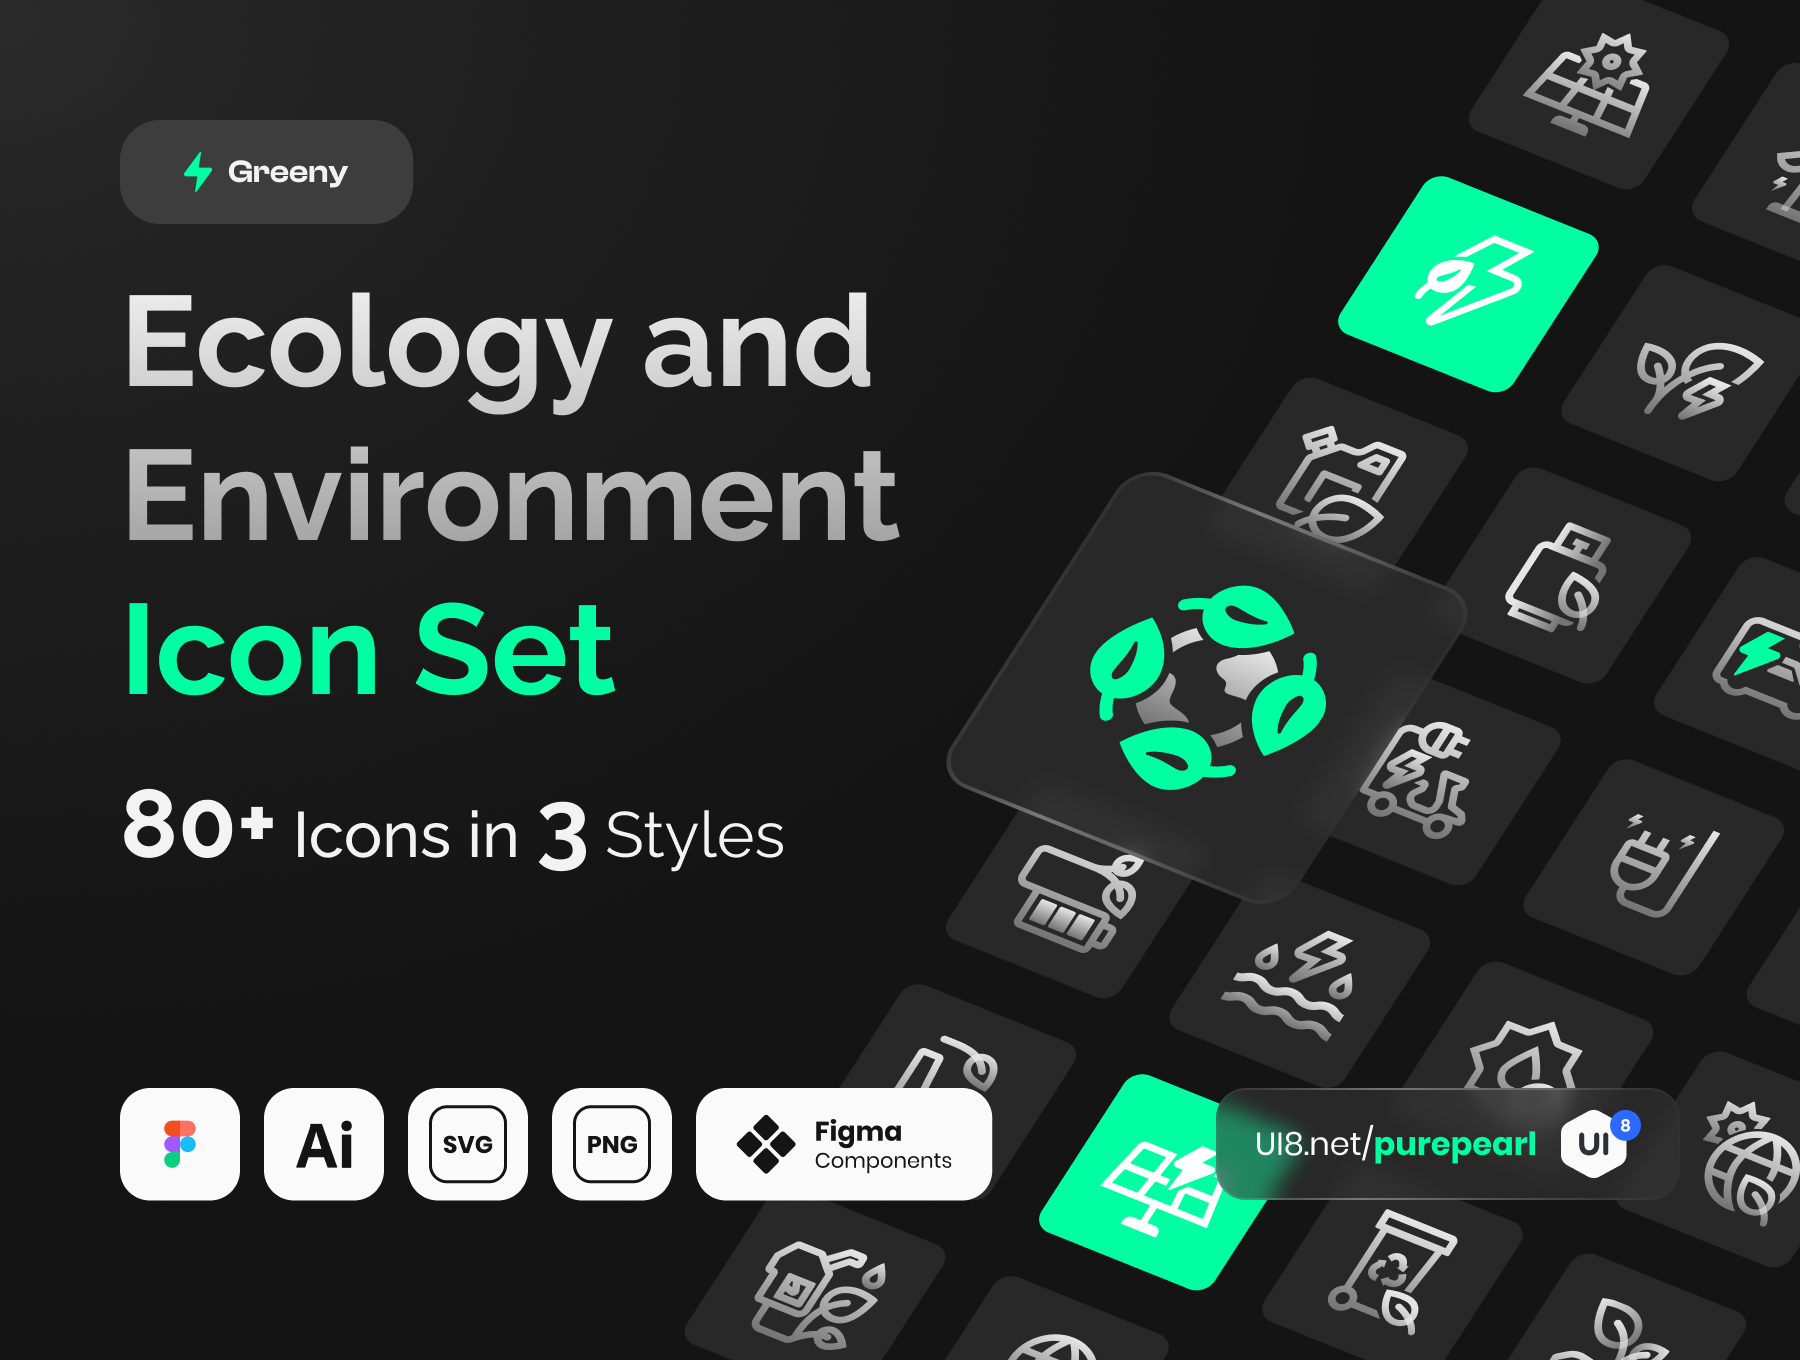 Greeny
Ecology and
Environment
Icon Set
80+ Icons in 3 Styles
Ai
SVG
PNG
Figma
Components
UI8.net/purepearl
UI
8